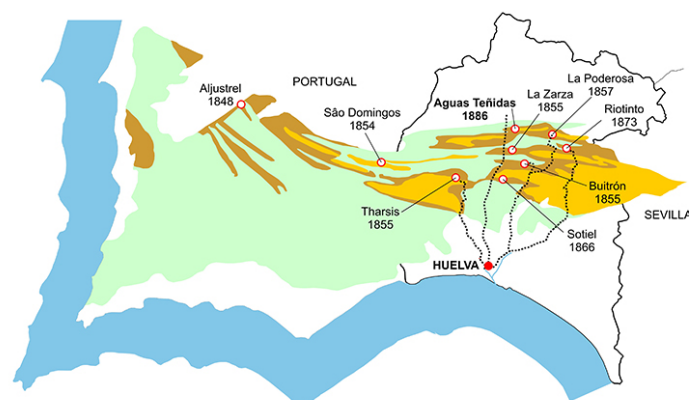 Aljustrel
1848
PORTUGAL
Sâo Domingos
1854
Aguas Teñidas
1886
La Zarza
1855
La Poderosa
1857
Riotinto
1873
Tharsis
1855
Buitrón
1855
Sotiel
1866
SEVILLA
HUELVA